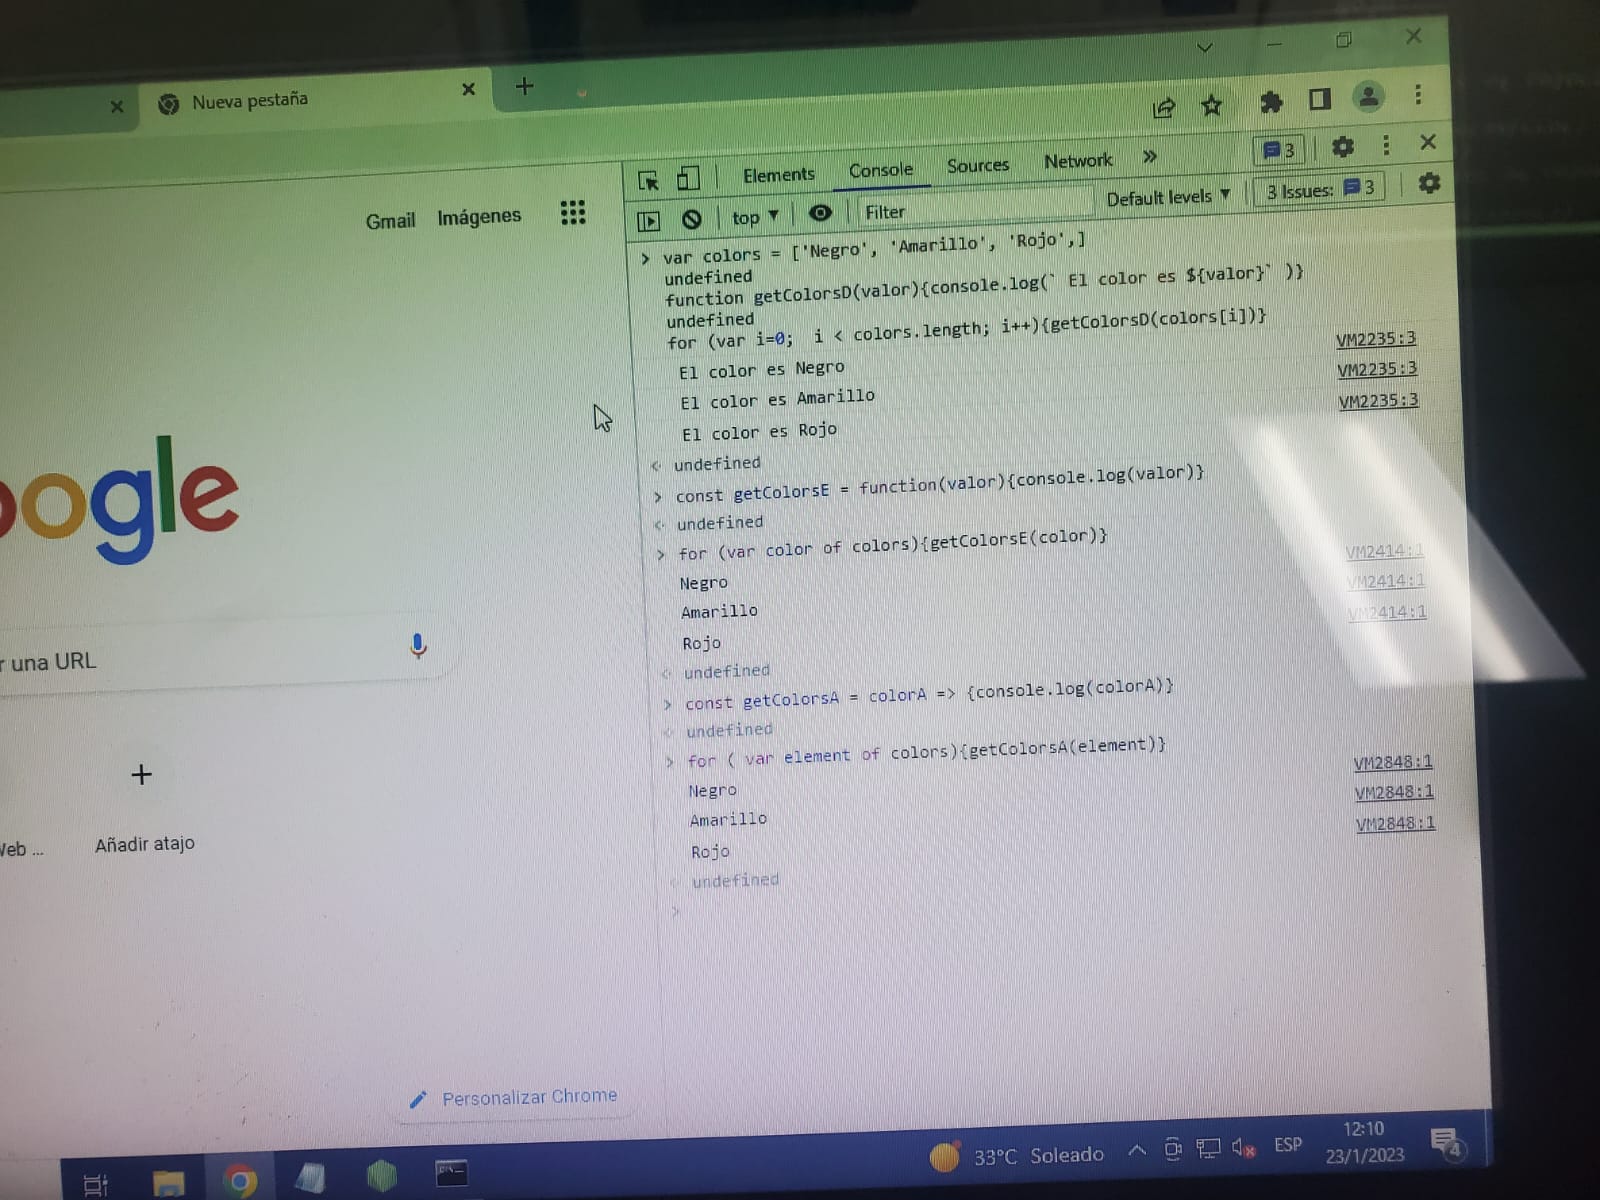 Nueva pestaña
Gmail Imágenes
ogle
una URL
Añadir atajo
Personalizar Chrome
Elements Console Sources Network » 3
top ▼ Filter Default levels ▼ 3 Issues: 3
> var colors = ['Negro', 'Amarillo', 'Rojo',]
undefined
function getColorsD(valor){console.log(` El color es ${valor}` )}
undefined
for (var i=0; i < colors.length; i++){getColorsD(colors[i])}
El color es Negro VM2235:3
El color es Amarillo VM2235:3
El color es Rojo VM2235:3
undefined
> const getColorsE = function(valor){console.log(valor)}
undefined
> for (var color of colors){getColorsE(color)}
Negro VM2414:1
Amarillo VM2414:1
Rojo VM2414:1
undefined
> const getColorsA = colorA => {console.log(colorA)}
undefined
> for ( var element of colors){getColorsA(element)}
Negro VM2848:1
Amarillo VM2848:1
Rojo VM2848:1
undefined
>
33°C Soleado ESP 12:10
23/1/2023 4